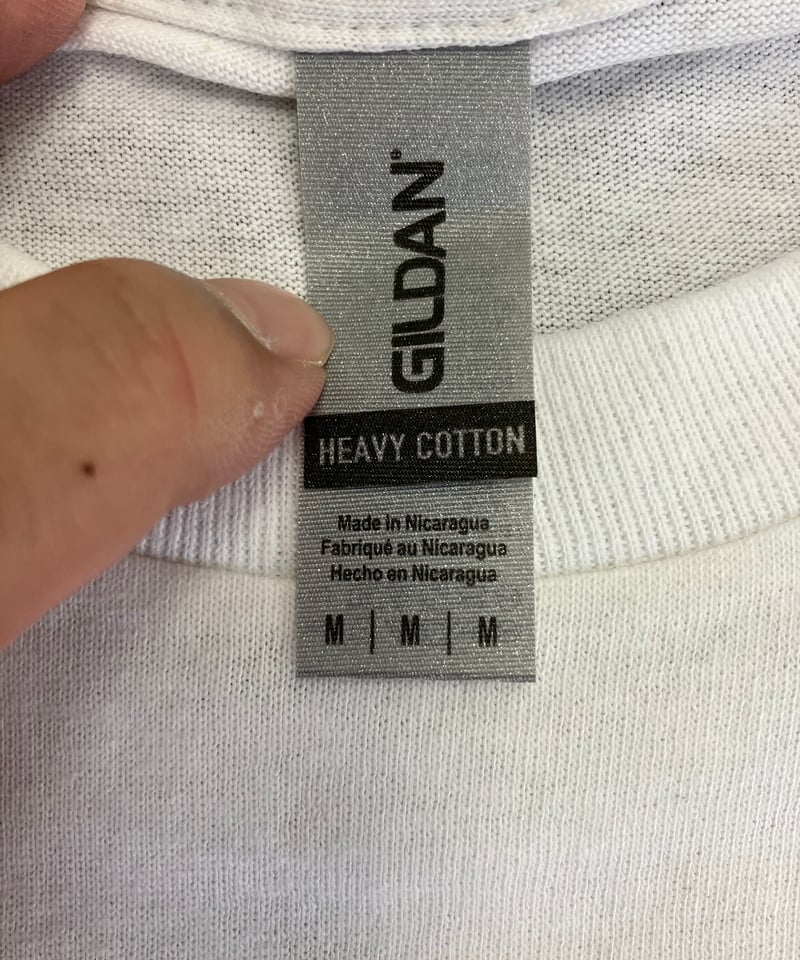 GILDAN®
HEAVY COTTON
Made in Nicaragua
Fabriqué au Nicaragua
Hecho en Nicaragua
M | M | M